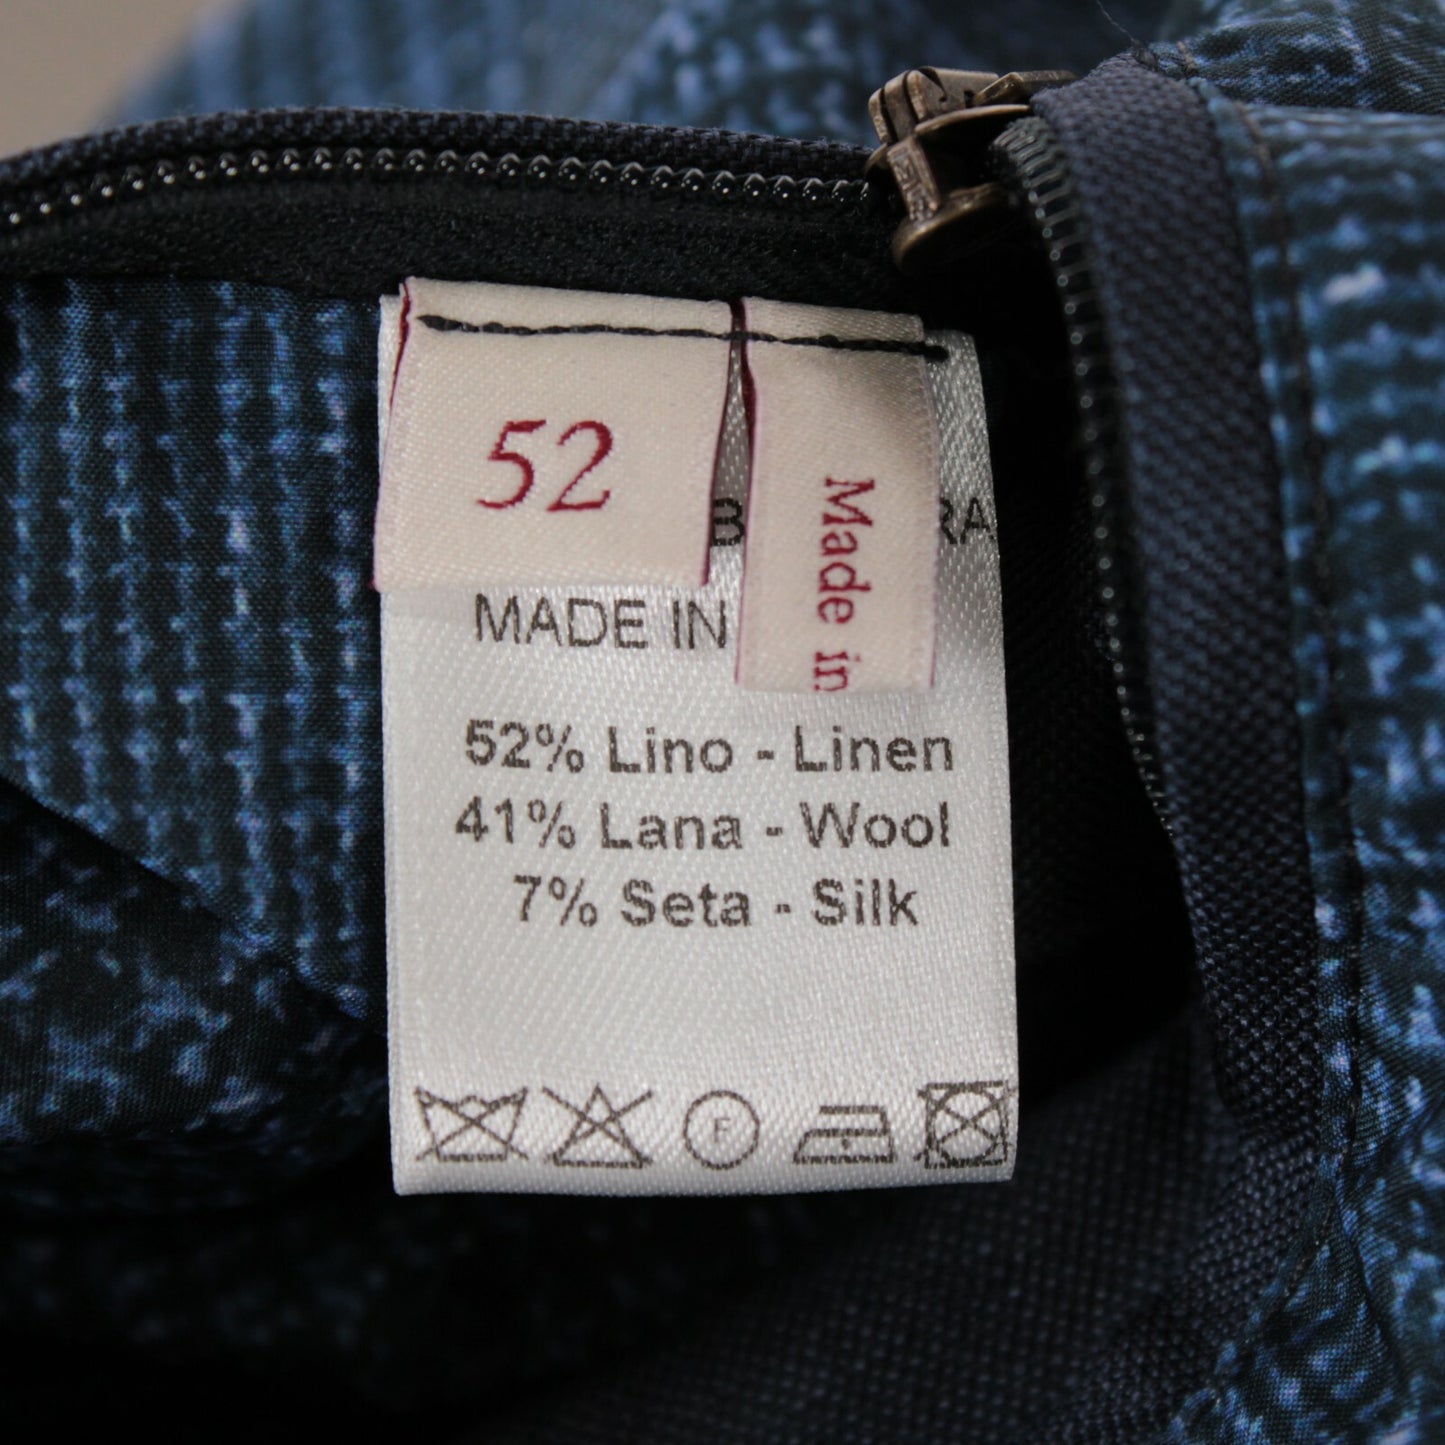 52
Made in
MADE IN
52% Lino - Linen
41% Lana - Wool
7% Seta - Silk
F